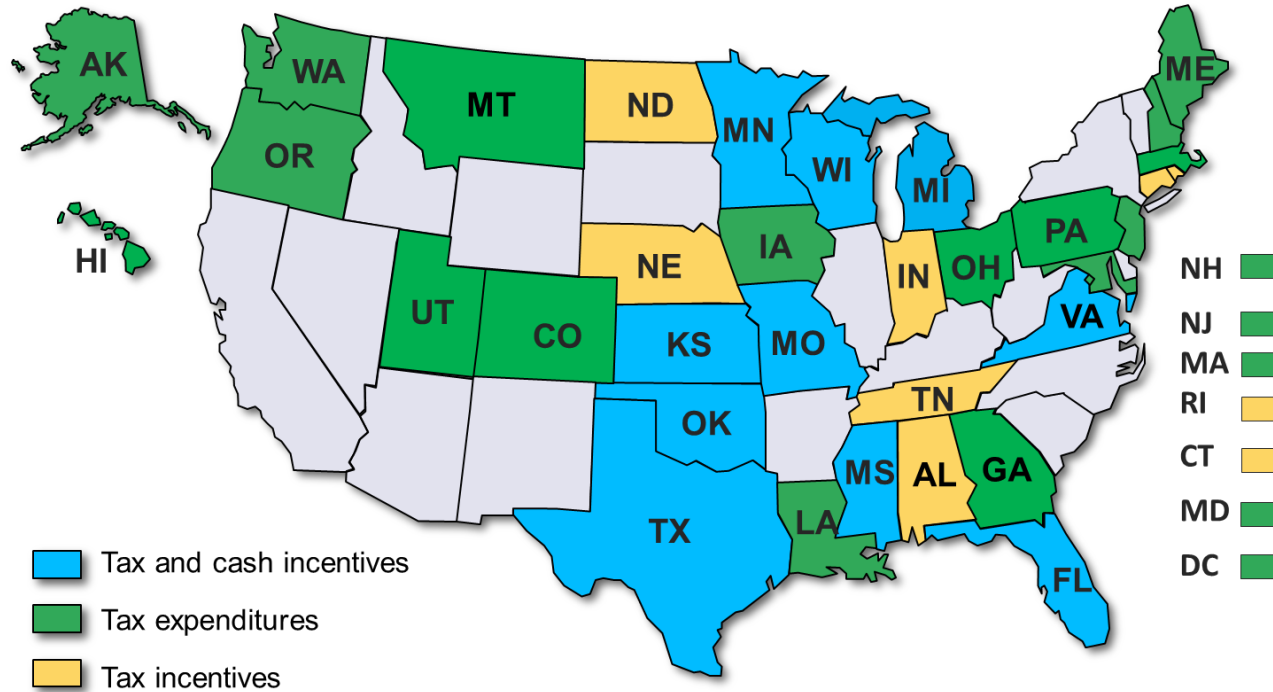 AK
WA
MT
ND
MN
ME
OR
WI
MI
HI
UT
CO
NE
IA
IN
OH
PA
VA
KS
MO
OK
TN
MS
AL
GA
TX
LA
FL
NH
NJ
MA
RI
CT
MD
DC
Tax and cash incentives
Tax expenditures
Tax incentives